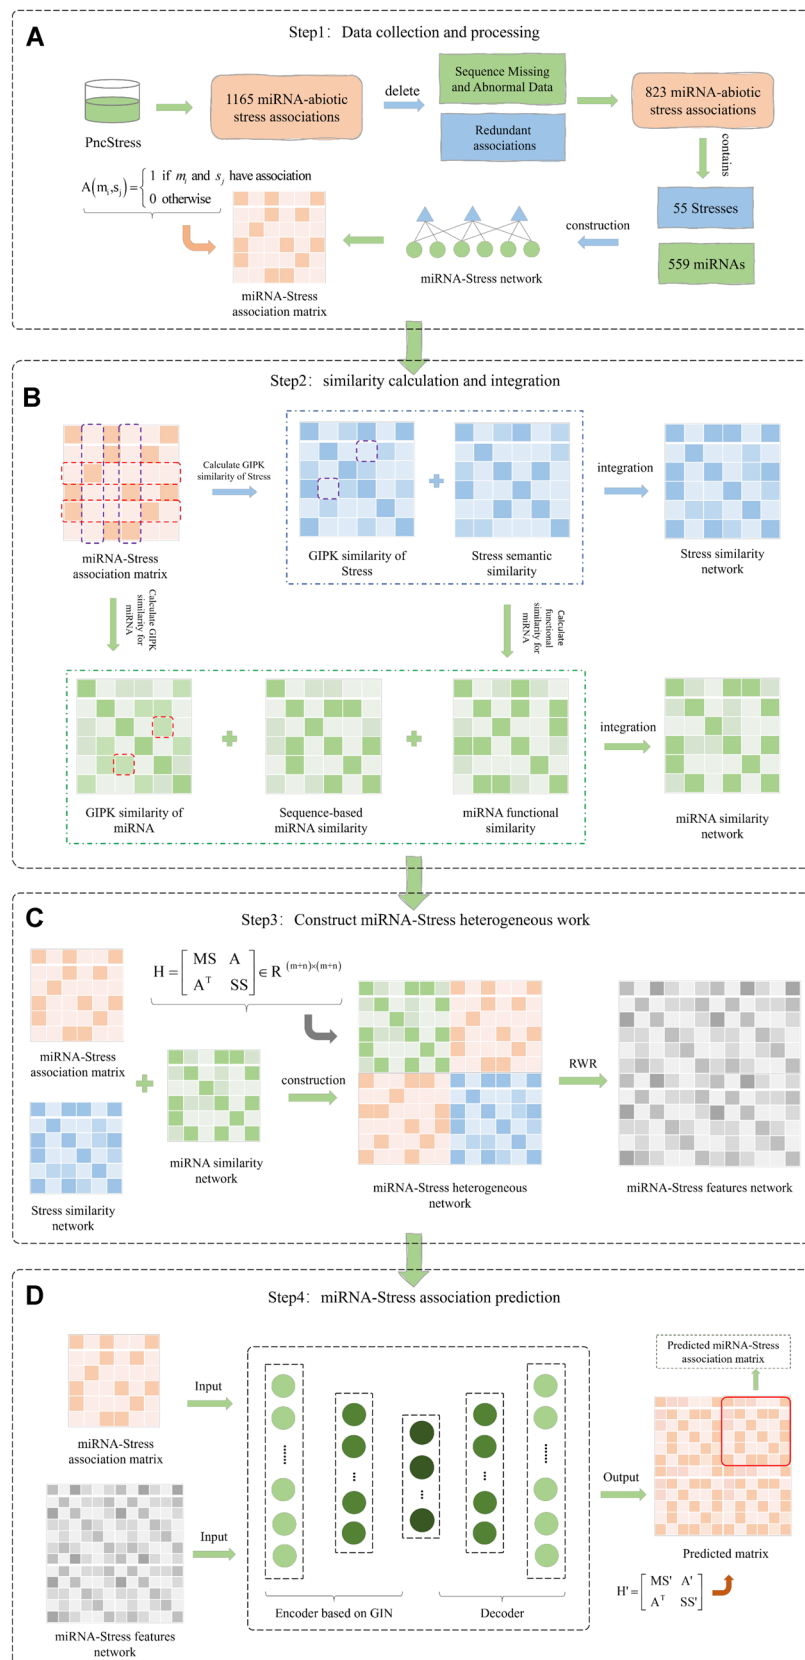 A
Step1: Data collection and processing
PncStress
1165 miRNA-abiotic
stress associations
delete
Sequence Missing
and Abnormal Data
Redundant
associations
823 miRNA-abiotic
stress associations
contains
55 Stresses
559 miRNAs
construction
miRNA-Stress network
A(mᵢ,sⱼ)= { 1 if mᵢ and sⱼ have association
0 otherwise
miRNA-Stress
association matrix
B
Step2: similarity calculation and integration
miRNA-Stress
association matrix
Calculate GIPK
similarity of Stress
GIPK similarity of
Stress
Stress semantic
similarity
integration
Stress similarity
network
Calculate GIPK
similarity for
miRNA
Calculate
functional
similarity for
miRNA
GIPK similarity of
miRNA
Sequence-based
miRNA similarity
miRNA functional
similarity
integration
miRNA similarity
network
C
Step3: Construct miRNA-Stress heterogeneous work
miRNA-Stress
association matrix
H = [ MS A
Aᵀ SS ] ∈ R ⁽ᵐ⁺ⁿ⁾ˣ⁽ᵐ⁺ⁿ⁾
Stress similarity
network
miRNA similarity
network
construction
miRNA-Stress heterogeneous
network
RWR
miRNA-Stress features network
D
Step4: miRNA-Stress association prediction
miRNA-Stress
association matrix
Input
miRNA-Stress features
network
Input
Encoder based on GIN
Decoder
Output
Predicted miRNA-Stress
association matrix
Predicted matrix
H' = [ MS' A'
Aᵀ SS' ]